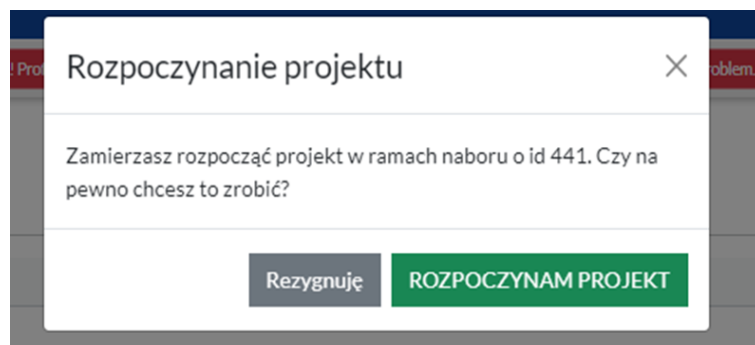 Rozpoczynanie projektu
Zamierzasz rozpocząć projekt w ramach naboru o id 441. Czy na
pewno chcesz to zrobić?
Rezygnuję
ROZPOCZYNAM PROJEKT